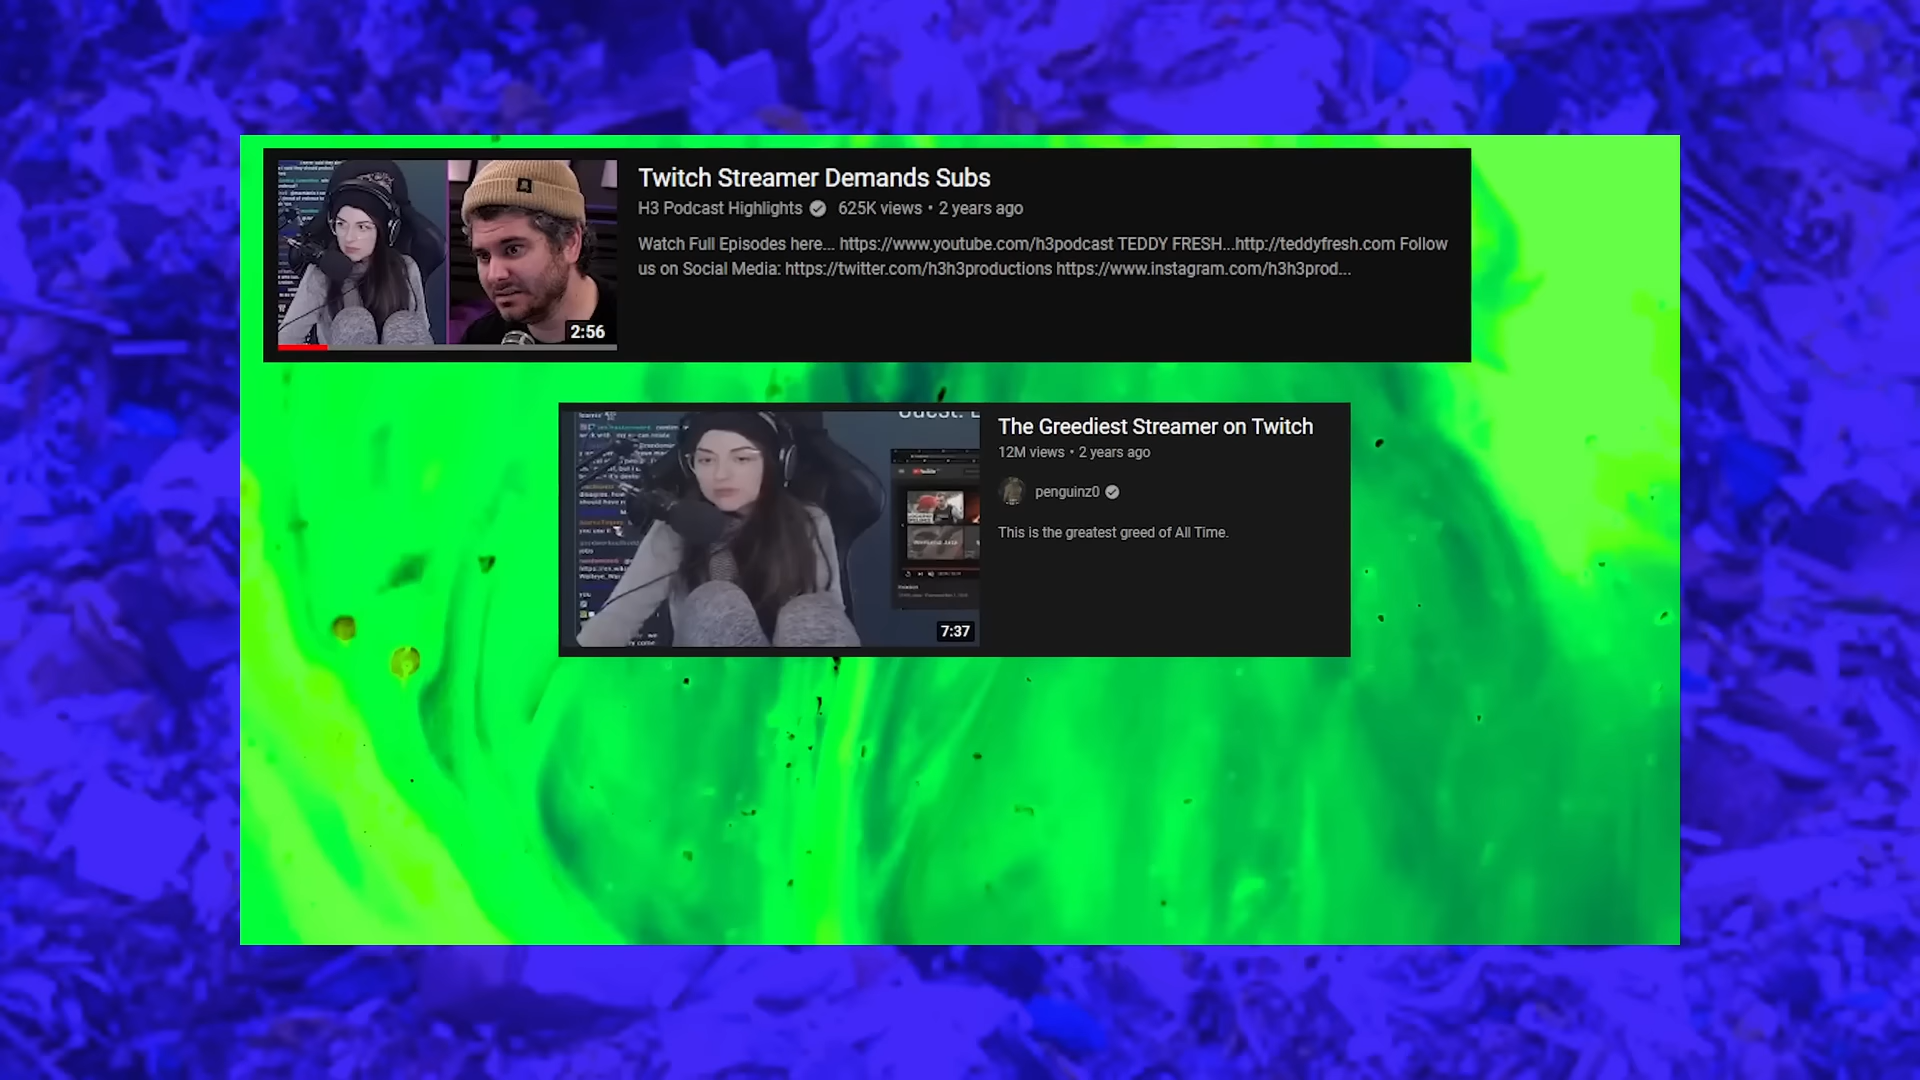 Twitch Streamer Demands Subs
H3 Podcast Highlights 625K views • 2 years ago
Watch Full Episodes here... https://www.youtube.com/h3podcast TEDDY FRESH...http://teddyfresh.com Follow
us on Social Media: https://twitter.com/h3h3productions https://www.instagram.com/h3h3prod...
2:56
The Greediest Streamer on Twitch
12M views • 2 years ago
penguinz0
This is the greatest greed of All Time.
7:37